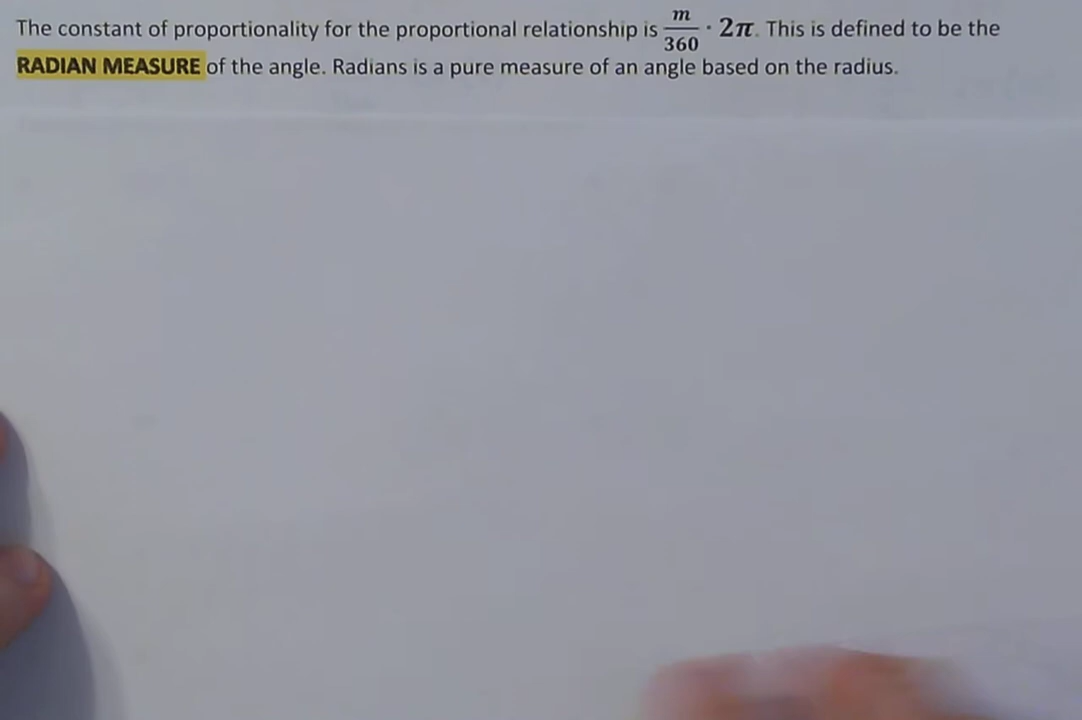 The constant of proportionality for the proportional relationship is m/360 · 2π. This is defined to be the
RADIAN MEASURE of the angle. Radians is a pure measure of an angle based on the radius.